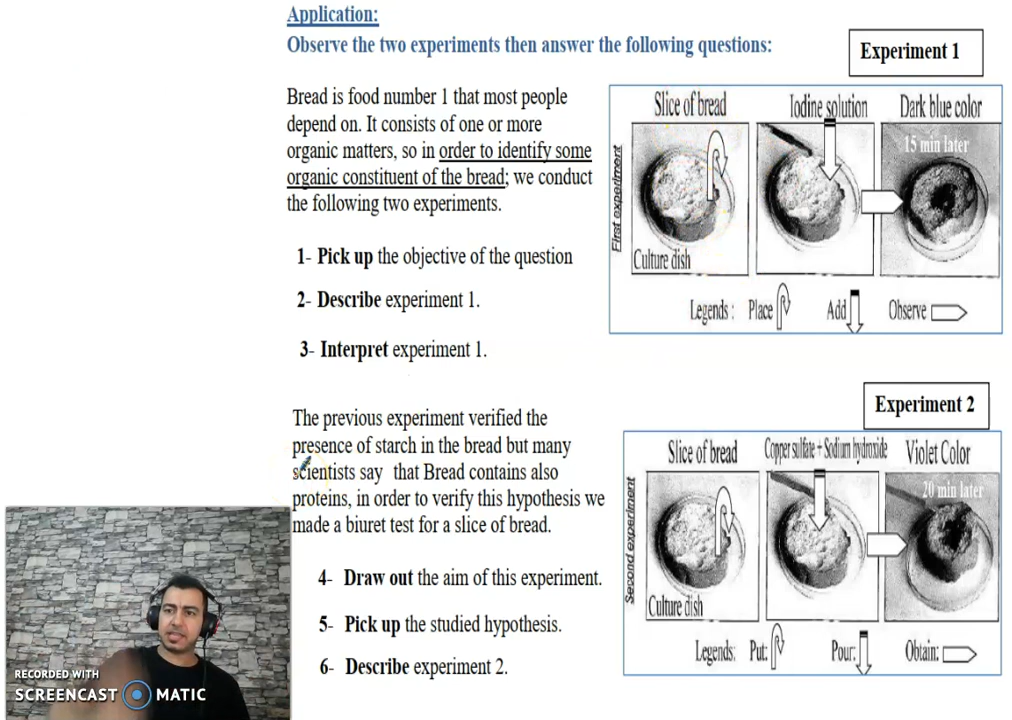 Application:
Observe the two experiments then answer the following questions:
Experiment 1
Bread is food number 1 that most people
depend on. It consists of one or more
organic matters, so in order to identify some
organic constituent of the bread; we conduct
the following two experiments.
1- Pick up the objective of the question
2- Describe experiment 1.
3- Interpret experiment 1.
Slice of bread
Iodine solution
Dark blue color
15 min later
First experiment
Culture dish
Legends : Place
Add
Observe
The previous experiment verified the
presence of starch in the bread but many
scientists say that Bread contains also
proteins, in order to verify this hypothesis we
made a biuret test for a slice of bread.
4- Draw out the aim of this experiment.
5- Pick up the studied hypothesis.
6- Describe experiment 2.
Experiment 2
Slice of bread
Copper sulfate + Sodium hydroxide
Violet Color
20 min later
Second experiment
Culture dish
Legends: Put:
Pour:
Obtain:
RECORDED WITH
SCREENCAST MATIC